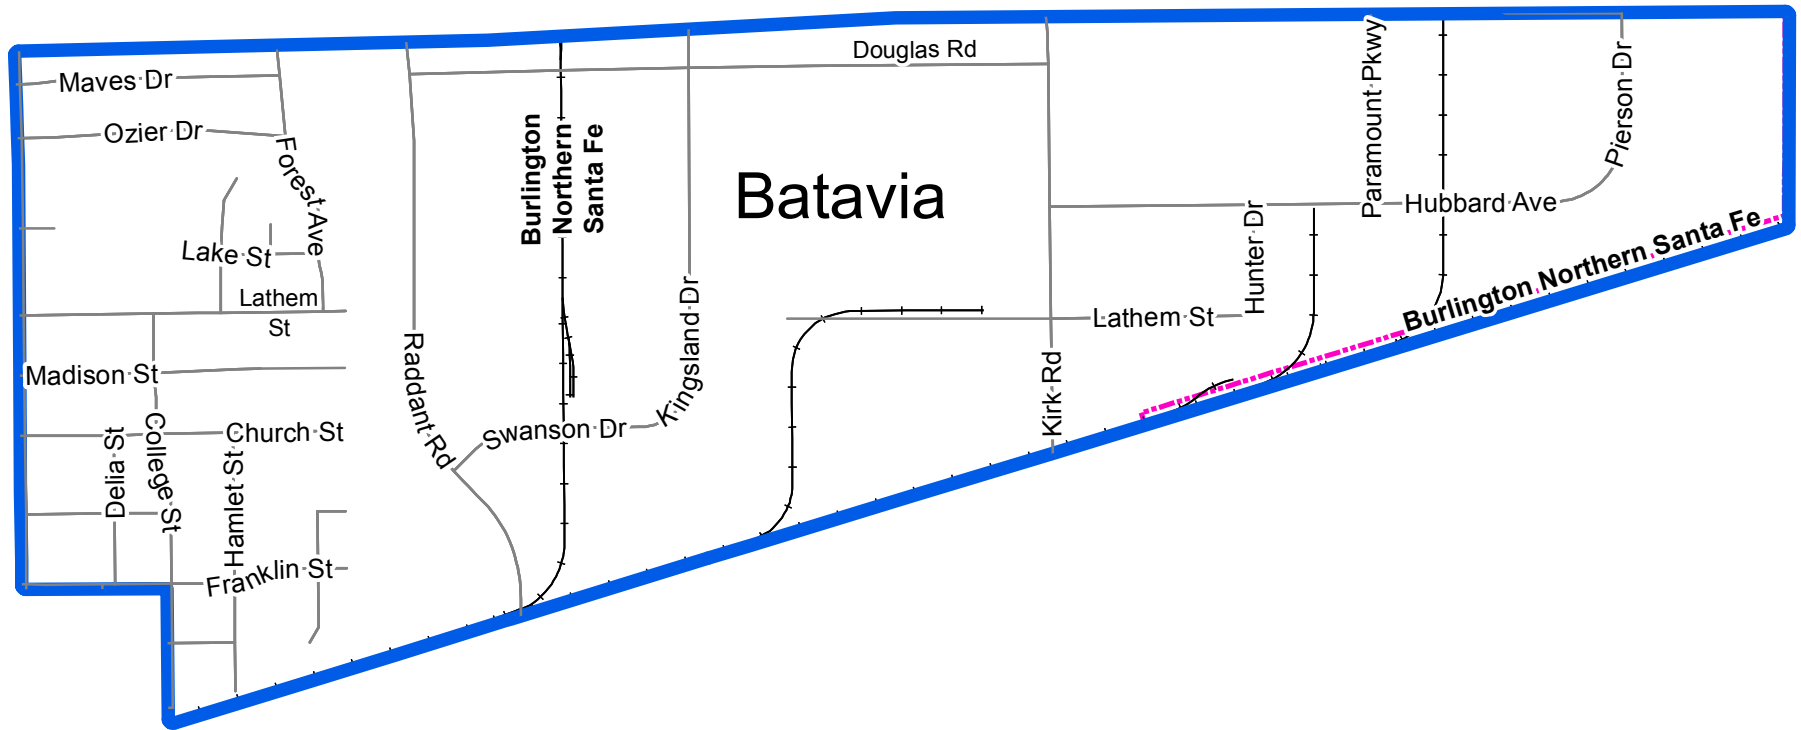 Douglas Rd
Maves Dr
Ozier Dr
Forest Ave
Burlington
Northern
Santa Fe
Batavia
Paramount Pkwy
Pierson Dr
Hubbard Ave
Hunter Dr
Lake St
Lathem
St
Kingsland Dr
Lathem St
Burlington Northern Santa Fe
Madison St
Raddant Rd
Kirk Rd
Swanson Dr
Church St
College St
Delia St
Hamlet St
Franklin St